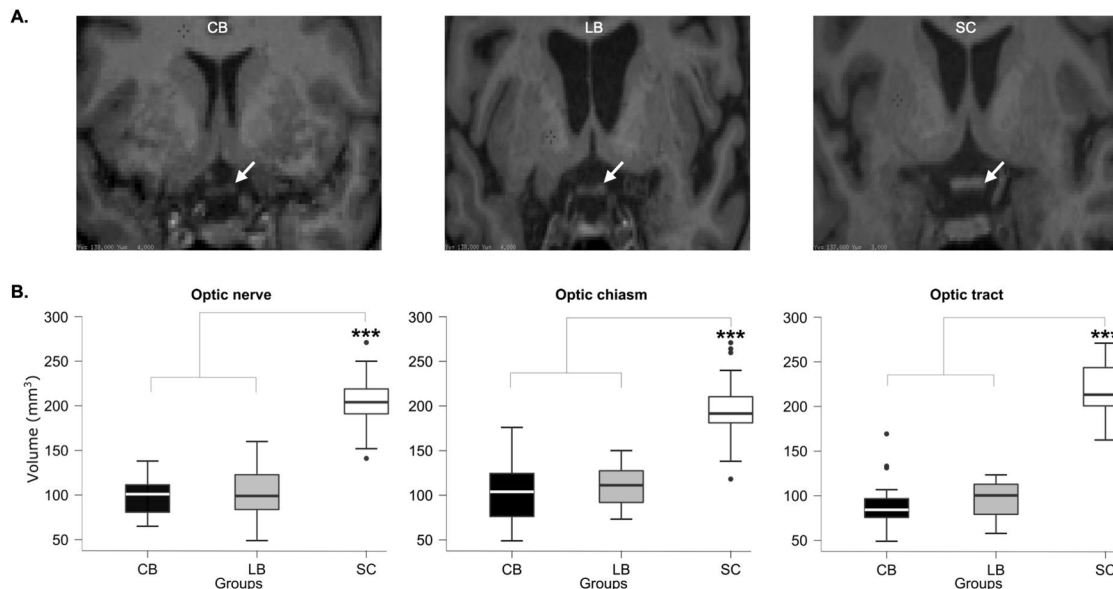 A.
CB
LB
SC
B.
Optic nerve
Optic chiasm
Optic tract
Volume (mm³)
300
250
200
150
100
50
***
CB
LB
SC
Groups
300
250
200
150
100
50
***
CB
LB
SC
Groups
300
250
200
150
100
50
***
CB
LB
SC
Groups